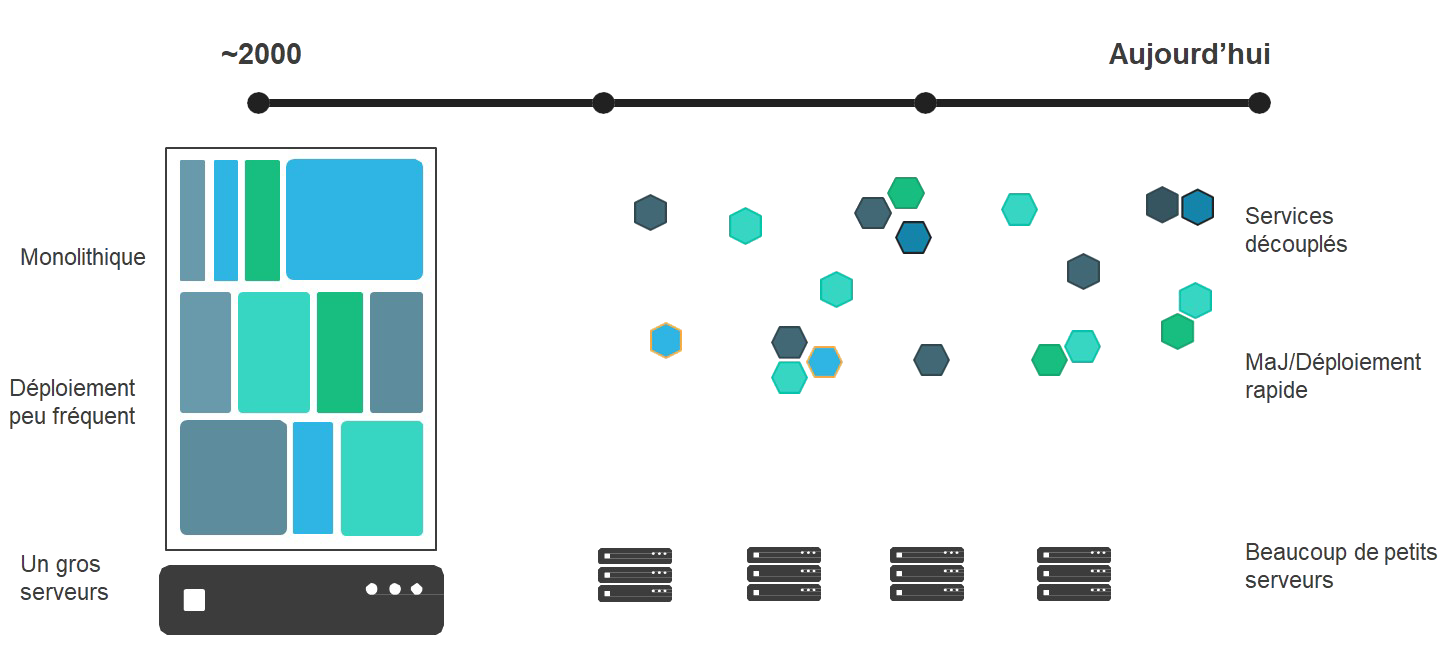 ~2000
Aujourd’hui
Monolithique
Déploiement
peu fréquent
Un gros
serveurs
Services
découplés
MaJ/Déploiement
rapide
Beaucoup de petits
serveurs